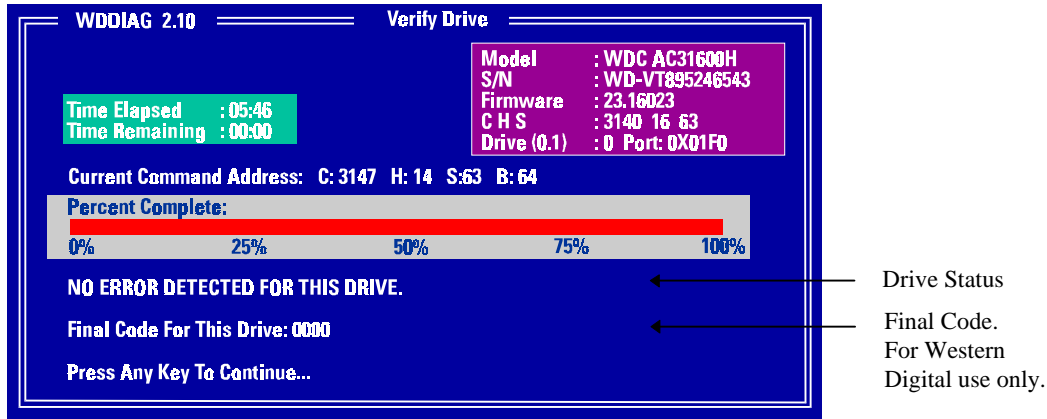 WDDIAG 2.10 Verify Drive
Model : WDC AC31600H
S/N : WD-VT895246543
Firmware : 23.16023
C H S : 3140 16 63
Drive (0.1) : 0 Port: 0X01F0
Time Elapsed : 05:46
Time Remaining : 00:00
Current Command Address: C: 3147 H: 14 S:63 B: 64
Percent Complete:
0% 25% 50% 75% 100%
NO ERROR DETECTED FOR THIS DRIVE.
Drive Status
Final Code For This Drive: 0000
Final Code.
For Western
Digital use only.
Press Any Key To Continue...